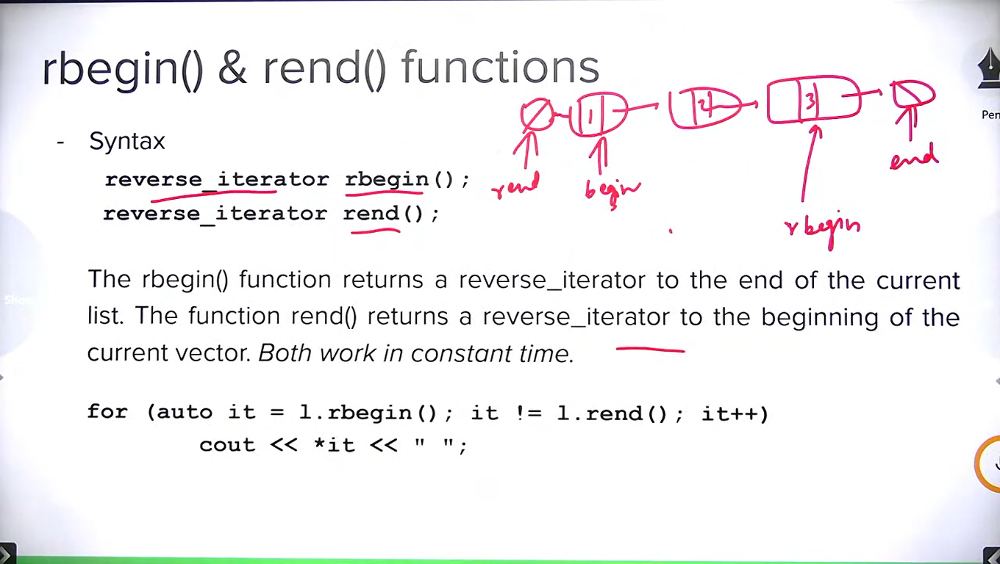 rbegin() & rend() functions
- Syntax
reverse_iterator rbegin();
reverse_iterator rend();
1 2 3
rend begin rbegin end
The rbegin() function returns a reverse_iterator to the end of the current
list. The function rend() returns a reverse_iterator to the beginning of the
current vector. Both work in constant time.
for (auto it = l.rbegin(); it != l.rend(); it++)
cout << *it << " ";
Pen